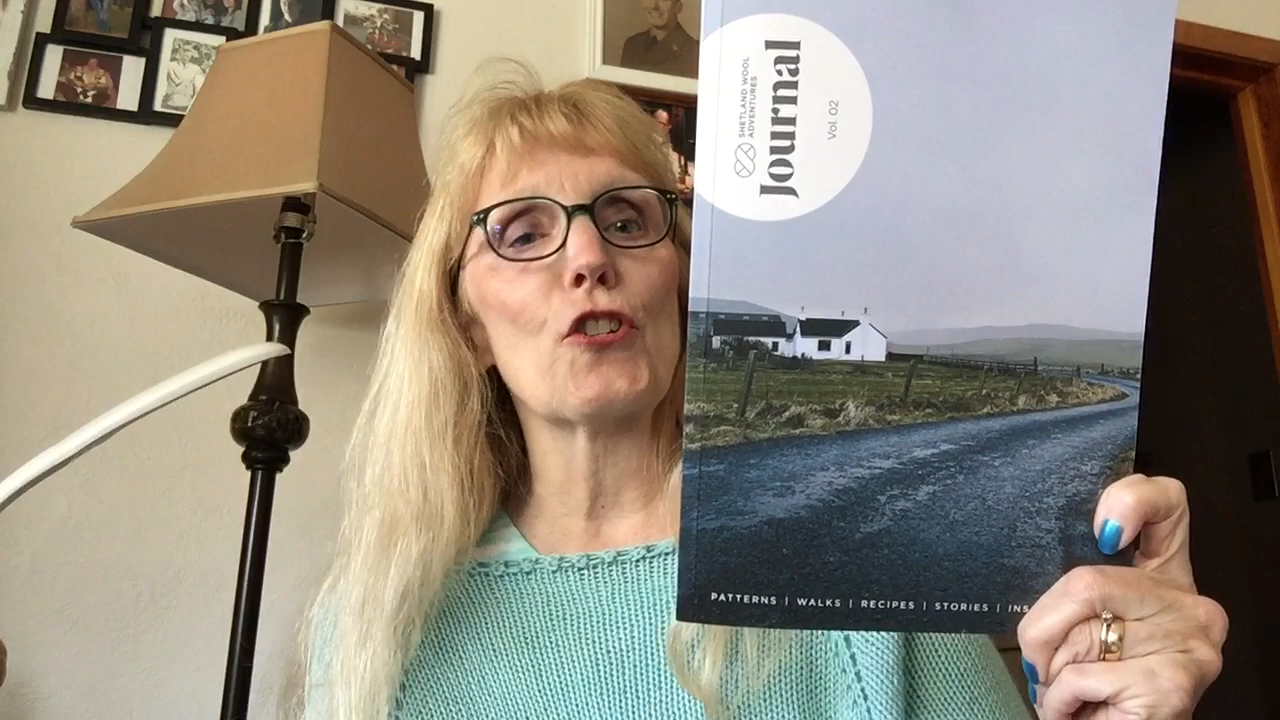 SHETLAND WOOL
ADVENTURES
Journal
Vol. 02
PATTERNS | WALKS | RECIPES | STORIES | INS